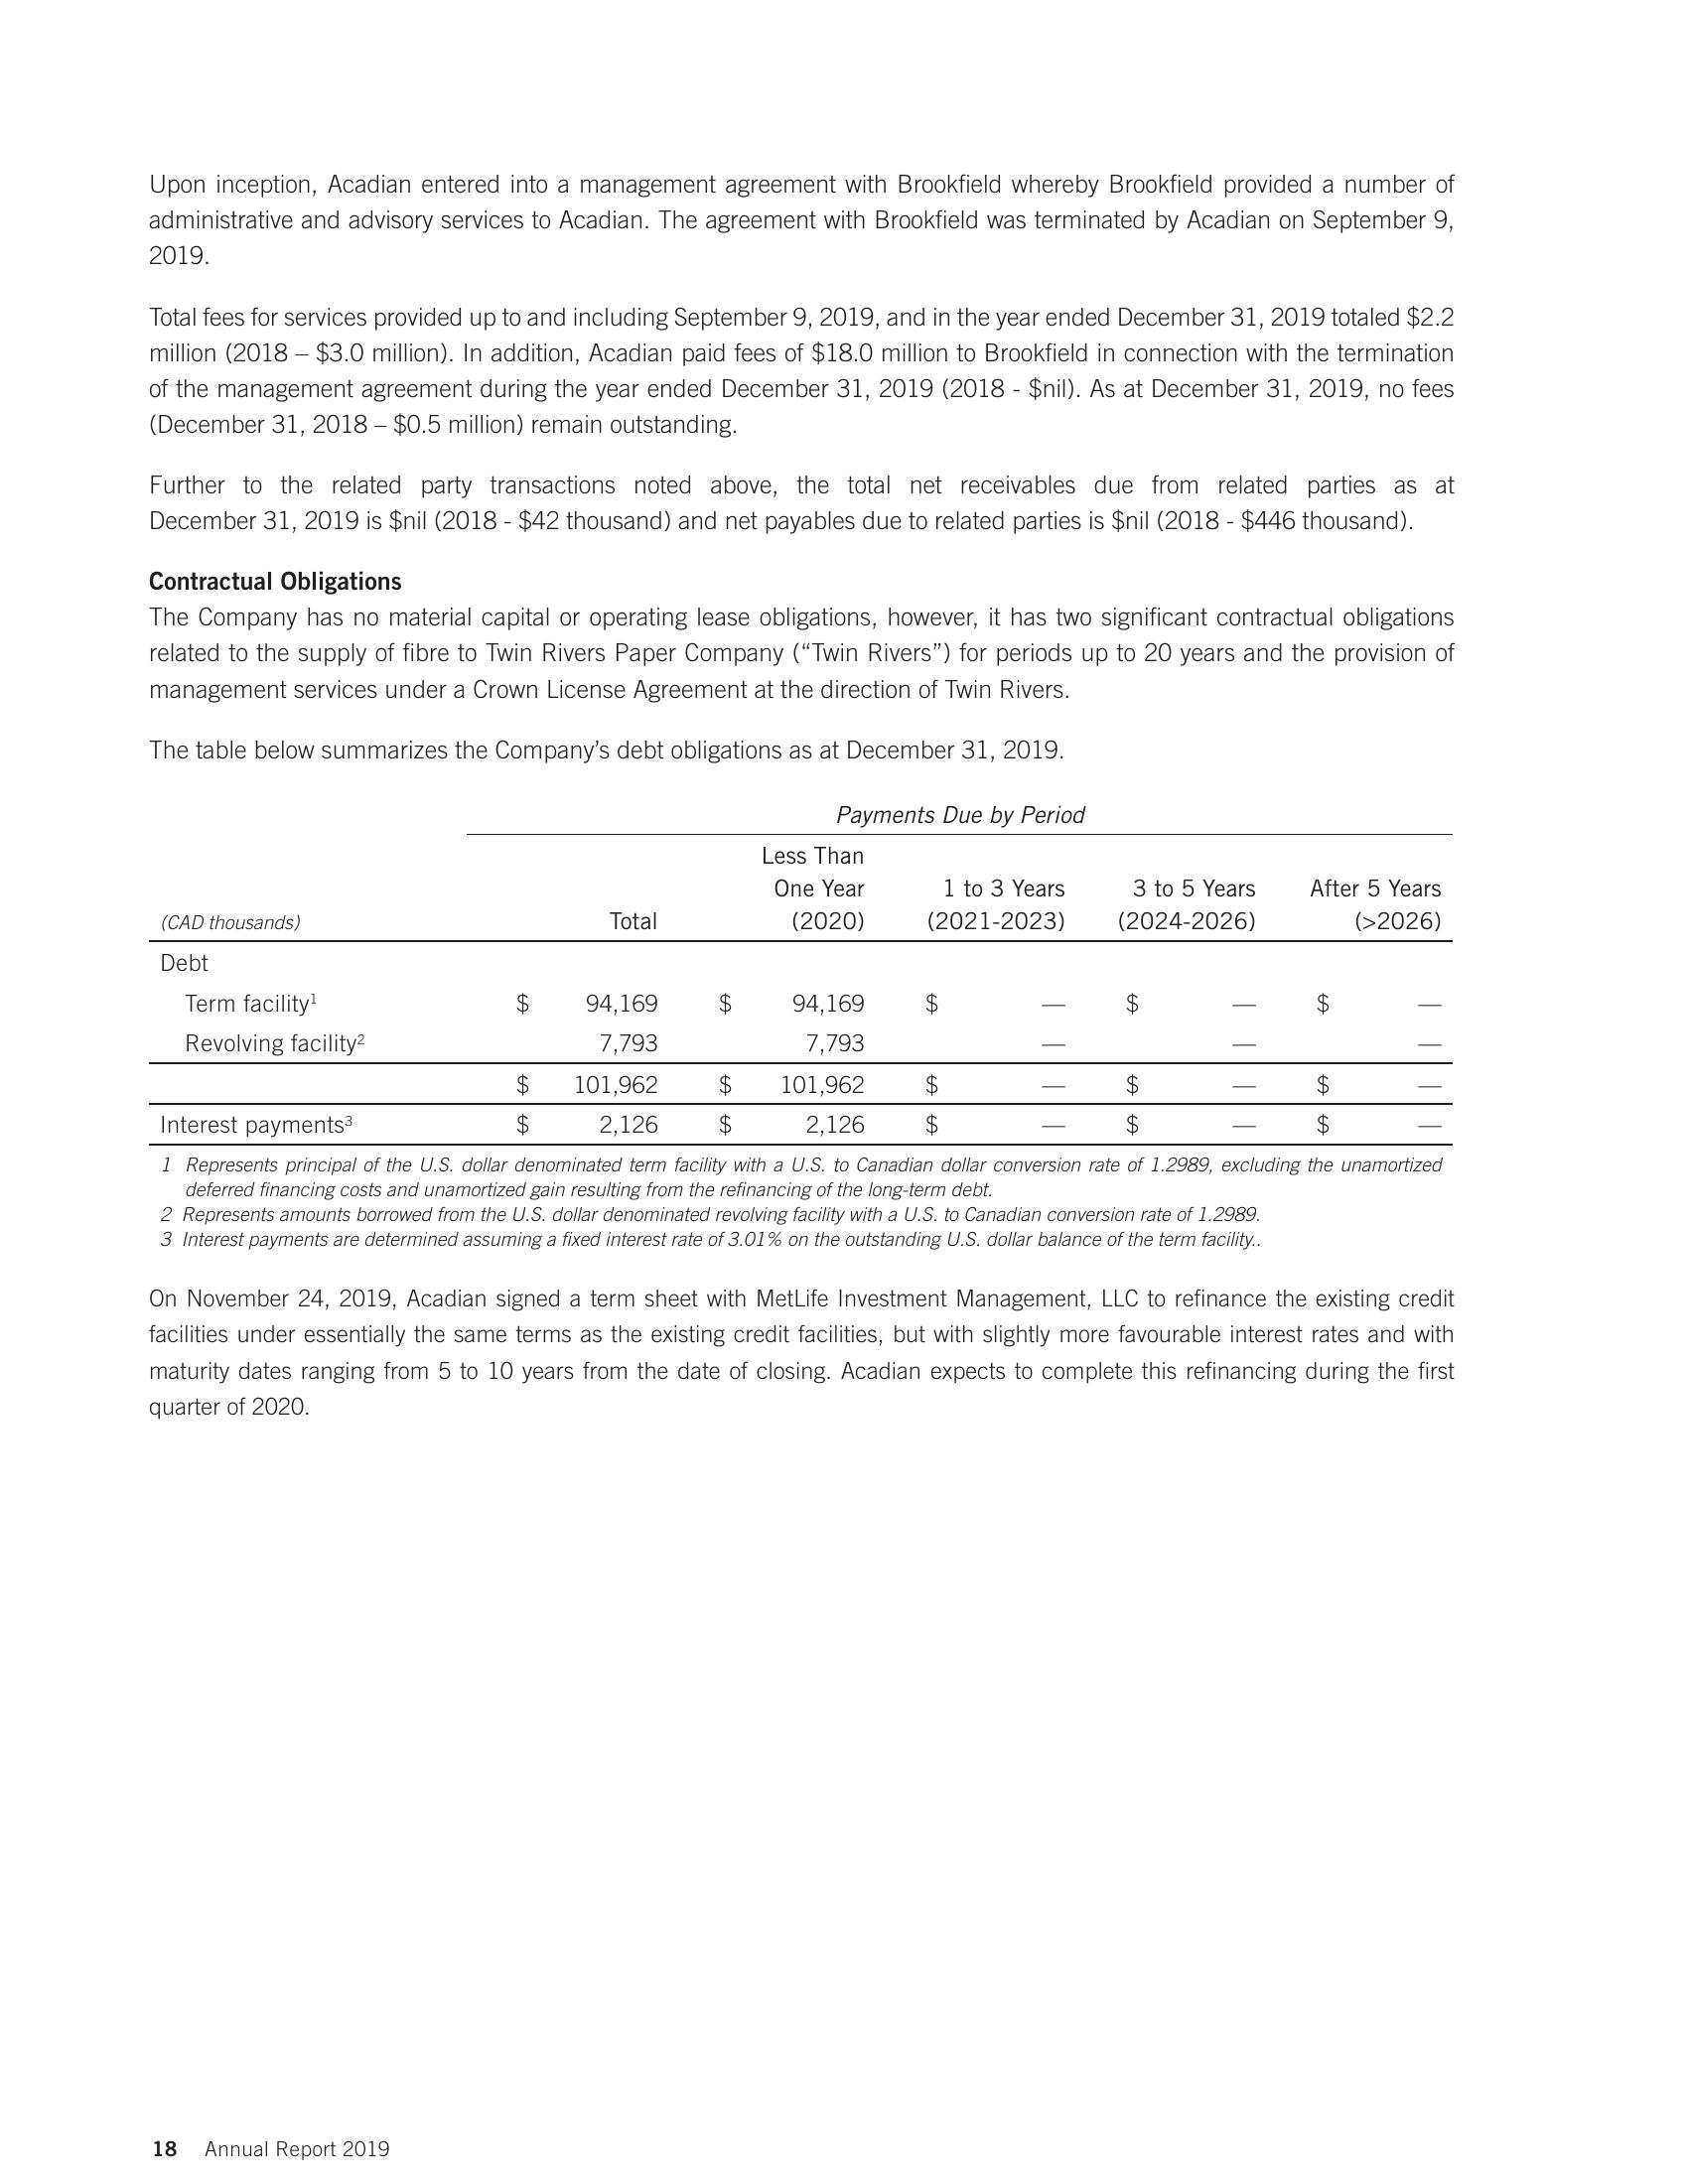 Upon inception, Acadian entered into a management agreement with Brookfield whereby Brookfield provided a number of
administrative and advisory services to Acadian. The agreement with Brookfield was terminated by Acadian on September 9,
2019.
Total fees for services provided up to and including September 9, 2019, and in the year ended December 31, 2019 totaled $2.2
million (2018 – $3.0 million). In addition, Acadian paid fees of $18.0 million to Brookfield in connection with the termination
of the management agreement during the year ended December 31, 2019 (2018 - $nil). As at December 31, 2019, no fees
(December 31, 2018 – $0.5 million) remain outstanding.
Further to the related party transactions noted above, the total net receivables due from related parties as at
December 31, 2019 is $nil (2018 - $42 thousand) and net payables due to related parties is $nil (2018 - $446 thousand).
Contractual Obligations
The Company has no material capital or operating lease obligations, however, it has two significant contractual obligations
related to the supply of fibre to Twin Rivers Paper Company (“Twin Rivers”) for periods up to 20 years and the provision of
management services under a Crown License Agreement at the direction of Twin Rivers.
The table below summarizes the Company’s debt obligations as at December 31, 2019.
Payments Due by Period
Less Than
One Year 1 to 3 Years 3 to 5 Years After 5 Years
(CAD thousands) Total (2020) (2021-2023) (2024-2026) (>2026)
Debt
Term facility1 $ 94,169 $ 94,169 $ — $ — $ —
Revolving facility2 7,793 7,793 — — —
$ 101,962 $ 101,962 $ — $ — $ —
Interest payments3 $ 2,126 $ 2,126 $ — $ — $ —
1 Represents principal of the U.S. dollar denominated term facility with a U.S. to Canadian dollar conversion rate of 1.2989, excluding the unamortized
deferred financing costs and unamortized gain resulting from the refinancing of the long-term debt.
2 Represents amounts borrowed from the U.S. dollar denominated revolving facility with a U.S. to Canadian conversion rate of 1.2989.
3 Interest payments are determined assuming a fixed interest rate of 3.01% on the outstanding U.S. dollar balance of the term facility..
On November 24, 2019, Acadian signed a term sheet with MetLife Investment Management, LLC to refinance the existing credit
facilities under essentially the same terms as the existing credit facilities, but with slightly more favourable interest rates and with
maturity dates ranging from 5 to 10 years from the date of closing. Acadian expects to complete this refinancing during the first
quarter of 2020.
18 Annual Report 2019